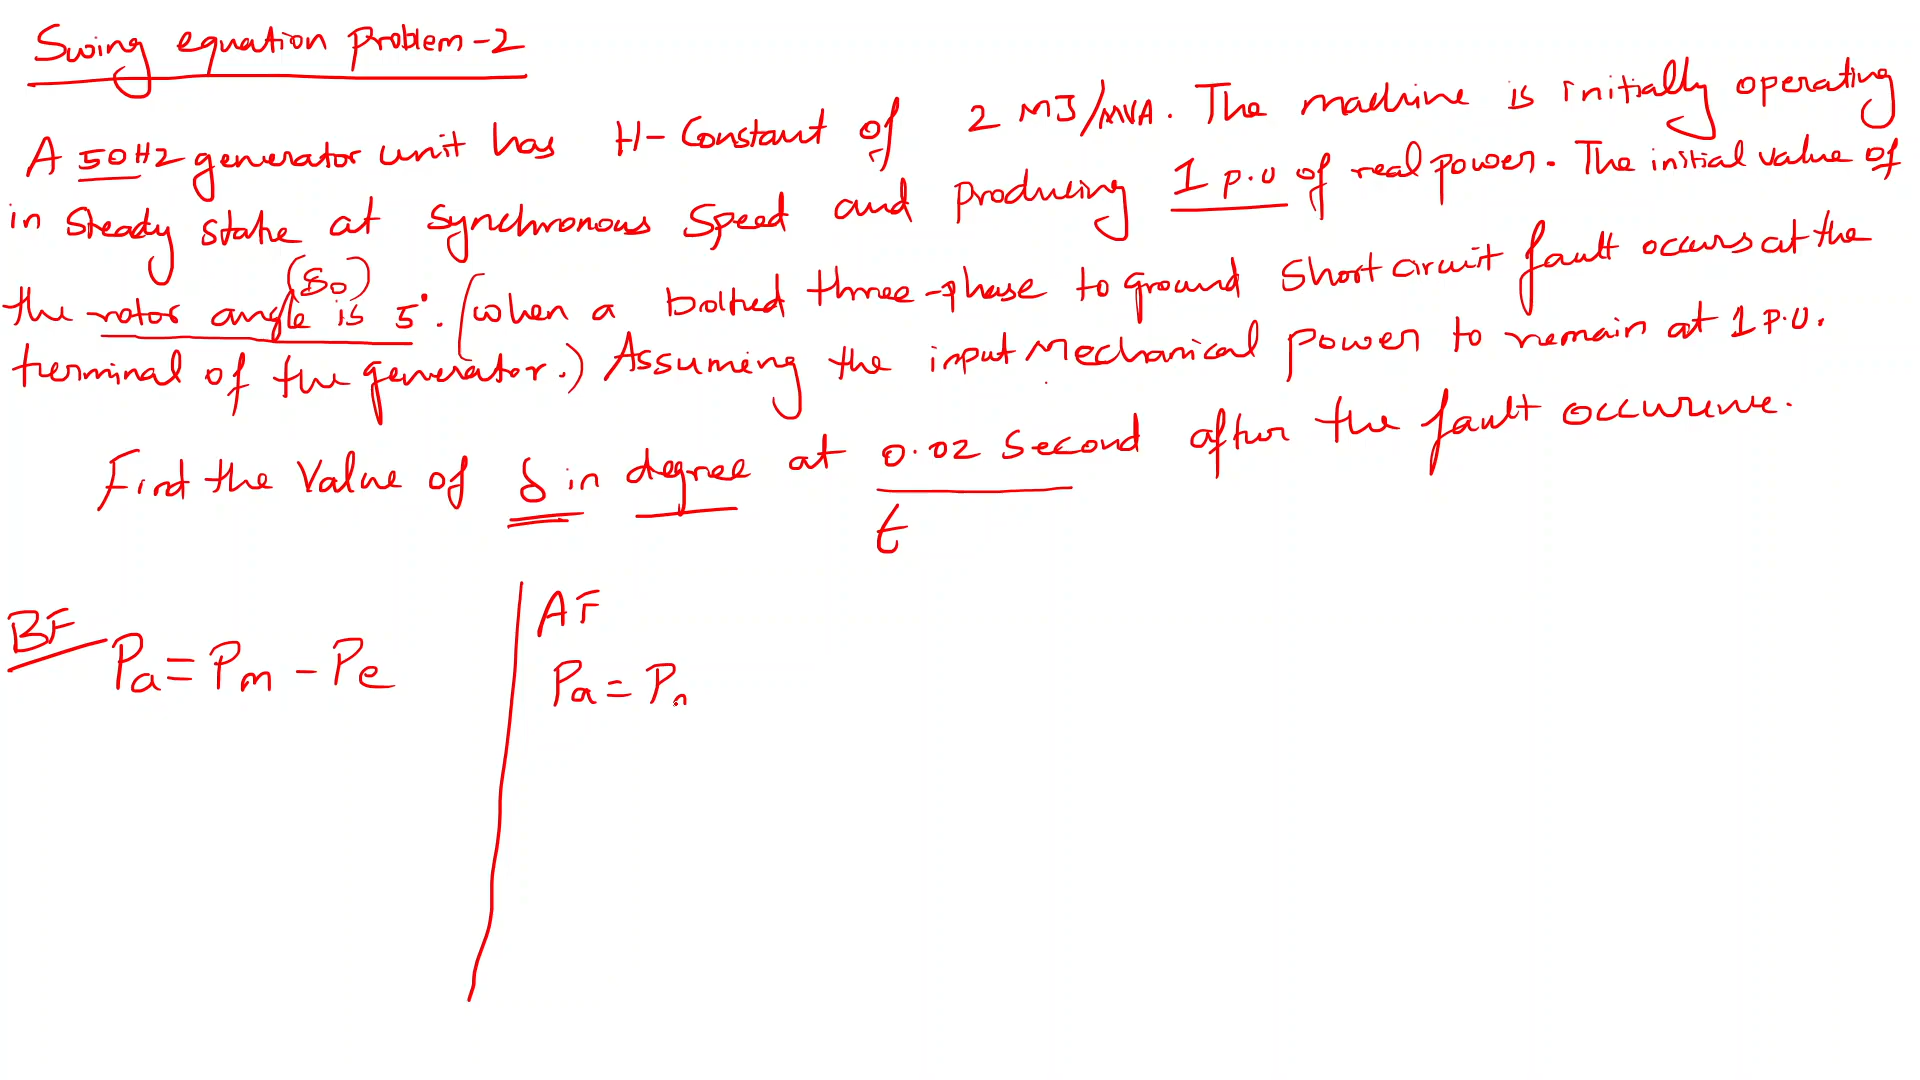 Swing equation Problem-2
A 50Hz generator unit has H-Constant of 2 MJ/MVA. The machine is initially operating
in steady state at synchronous speed and producing 1 p.u of real power. The initial value of
the rotor angle is 5°. (when a bolted three-phase to ground short circuit fault occurs at the
(δ0)
terminal of the generator.) Assuming the input Mechanical power to remain at 1 P.U.
Find the value of δ in degree at 0.02 second after the fault occurence.
t
BF
Pa = Pm - Pe
AF
Pa = Pn